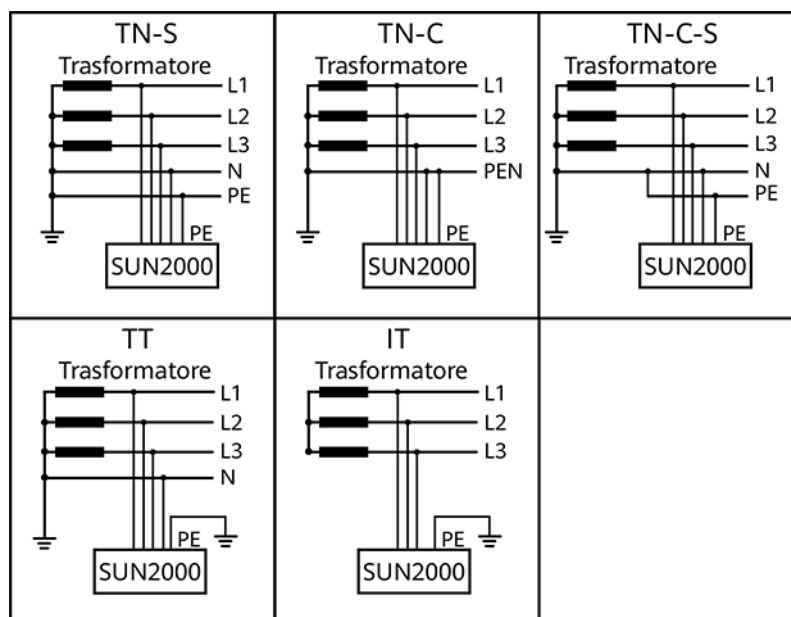 TN-S
Trasformatore
L1
L2
L3
N
PE
PE
SUN2000
TN-C
Trasformatore
L1
L2
L3
PEN
PE
SUN2000
TN-C-S
Trasformatore
L1
L2
L3
N
PE
PE
SUN2000
TT
Trasformatore
L1
L2
L3
N
PE
SUN2000
IT
Trasformatore
L1
L2
L3
PE
SUN2000